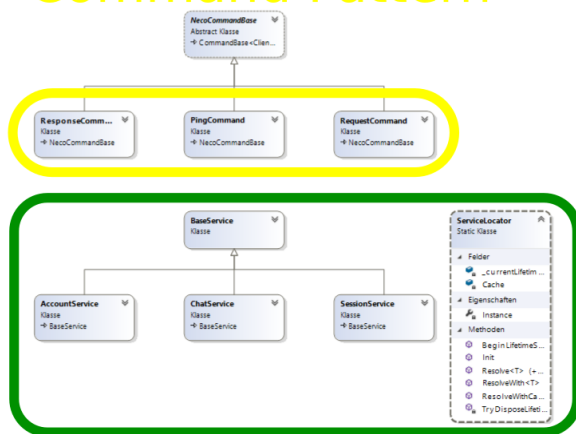 Command Pattern
NecoCommandBase
Abstract Klasse
CommandBase<Clien...
ResponseComm...
Klasse
NecoCommandBase
PingCommand
Klasse
NecoCommandBase
RequestCommand
Klasse
NecoCommandBase
BaseService
Klasse
AccountService
Klasse
BaseService
ChatService
Klasse
BaseService
SessionService
Klasse
BaseService
ServiceLocator
Static Klasse
Felder
_currentLifetim...
Cache
Eigenschaften
Instance
Methoden
BeginLifetimeS...
Init
Resolve<T> (+...
ResolveWith<T>
ResolveWithCa...
TryDisposeLifeti...